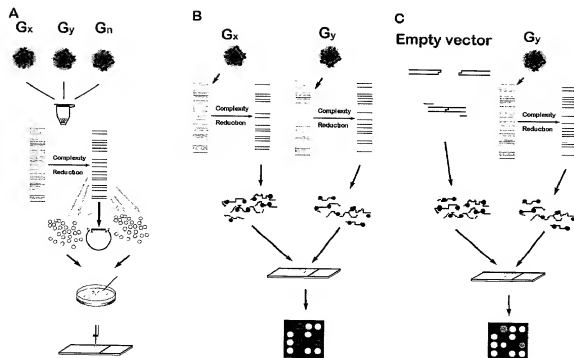 A
Gx Gy Gn
Complexity
Reduction
B
Gx
Gy
Complexity
Reduction
Complexity
Reduction
C
Empty vector
Gy
Complexity
Reduction